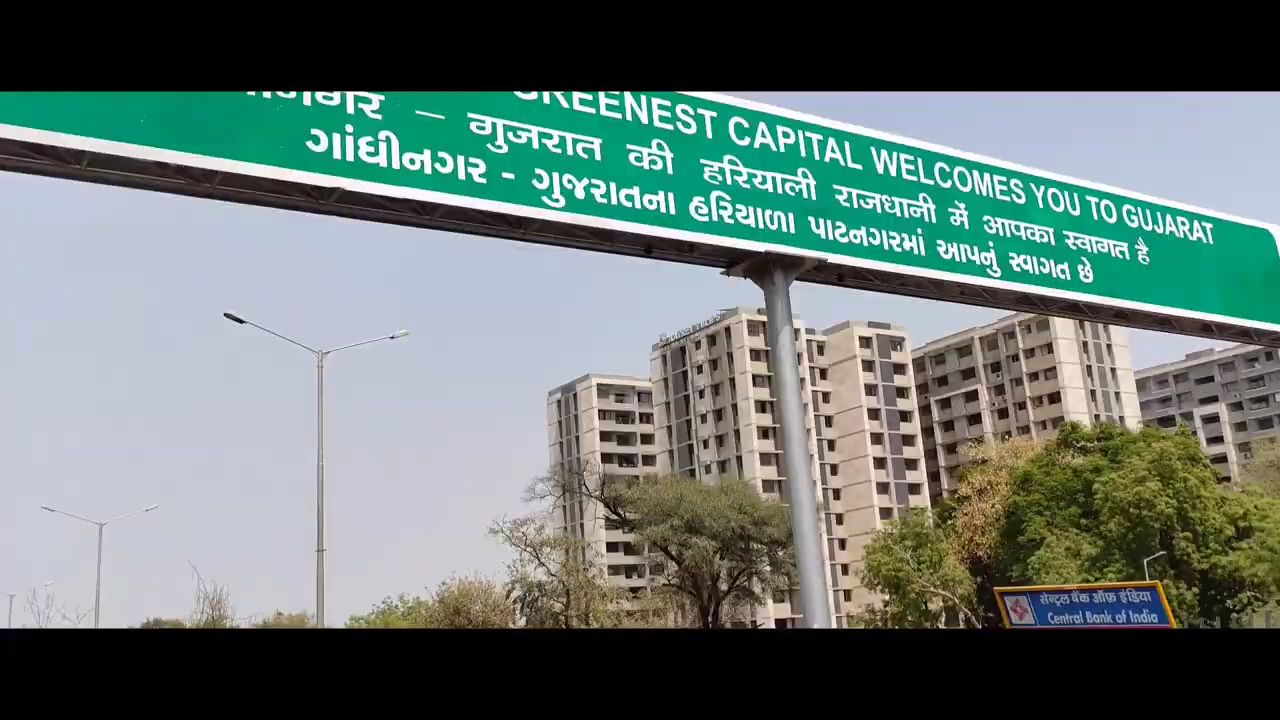 GREENEST CAPITAL WELCOMES YOU TO GUJARAT
– गुजरात की हरियाली राजधानी में आपका स्वागत है
ગાંધીનગર - ગુજરાતના હરિયાળા પાટનગરમાં આપનું સ્વાગત છે
सेन्ट्रल बैंक ऑफ इंडिया
Central Bank of India